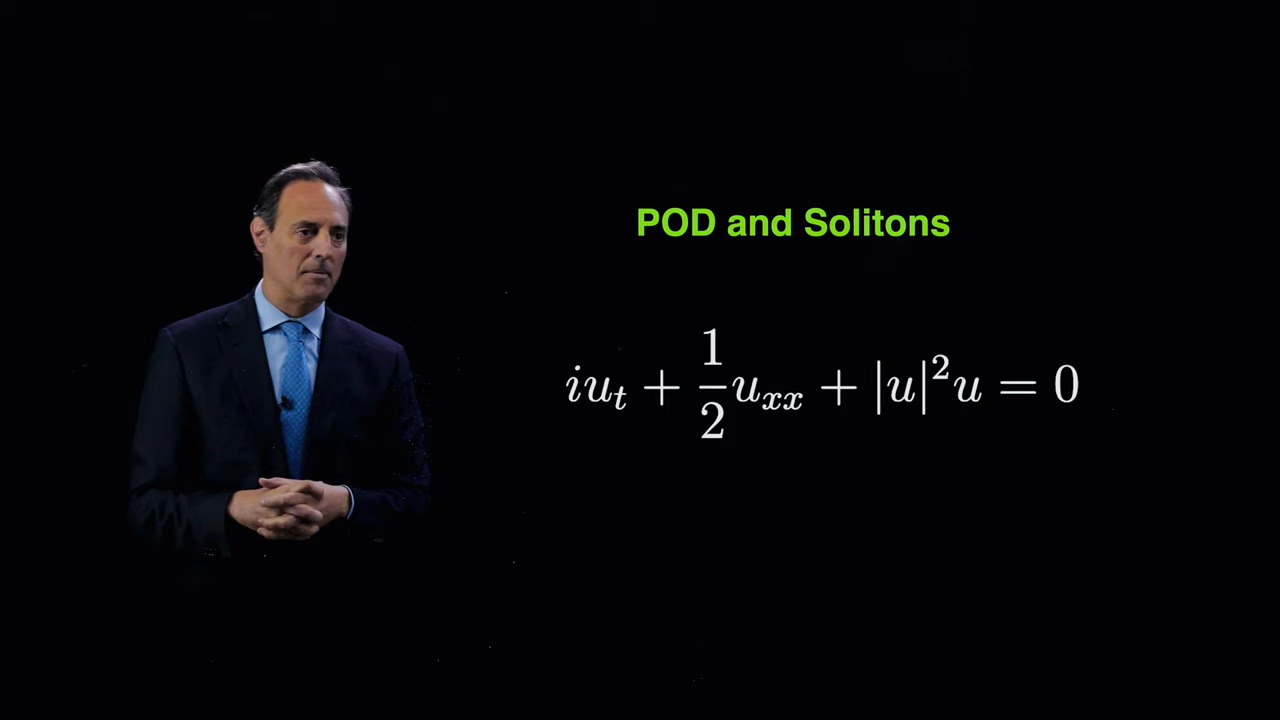 POD and Solitons
iu_t + \frac{1}{2}u_{xx} + |u|^2u = 0